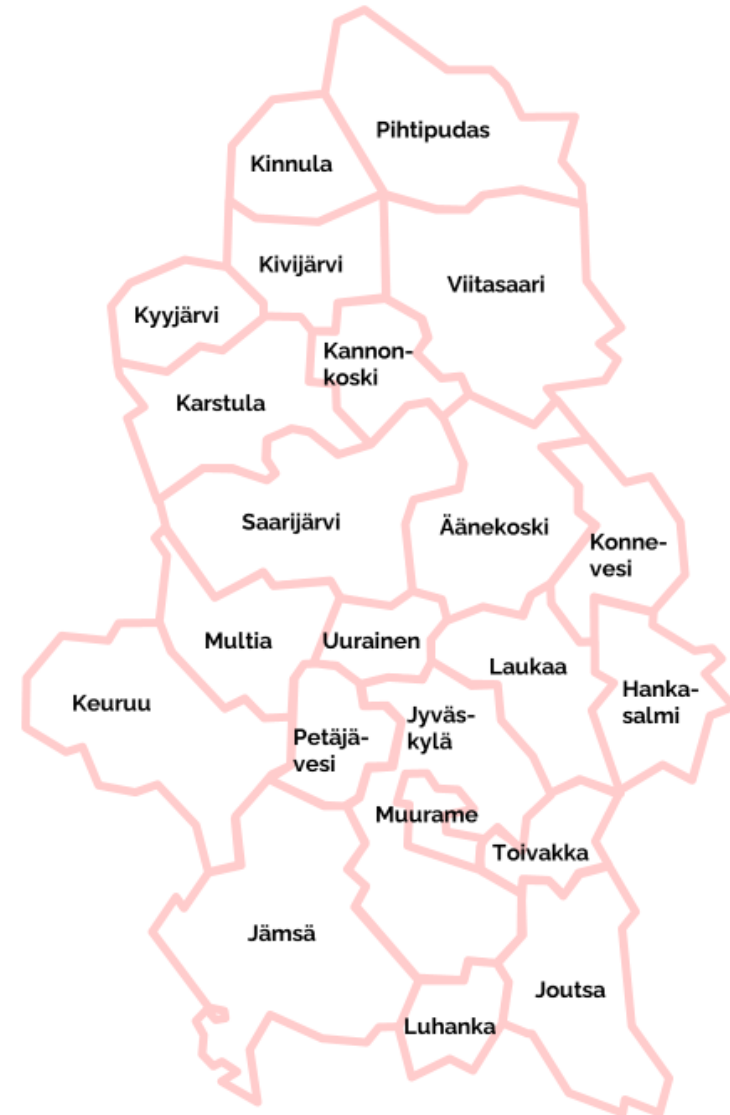 Pihtipudas
Kinnula
Kivijärvi
Viitasaari
Kyyjärvi
Kannon-
koski
Karstula
Saarijärvi
Äänekoski
Konne-
vesi
Multia
Uurainen
Laukaa
Keuruu
Hanka-
salmi
Petäjä-
vesi
Jyväs-
kylä
Muurame
Toivakka
Jämsä
Joutsa
Luhanka